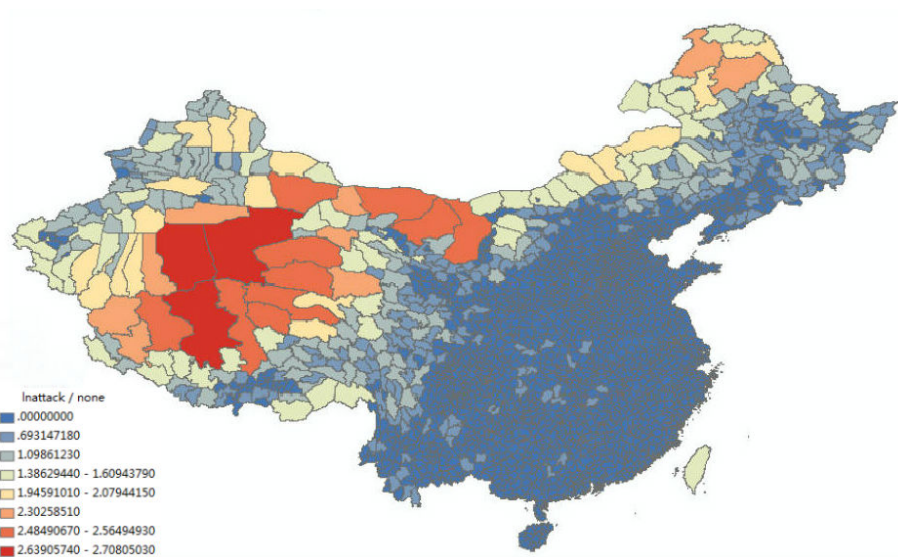 lnattack / none
.00000000
.693147180
1.09861230
1.38629440 - 1.60943790
1.94591010 - 2.07944150
2.30258510
2.48490670 - 2.56494930
2.63905740 - 2.70805030